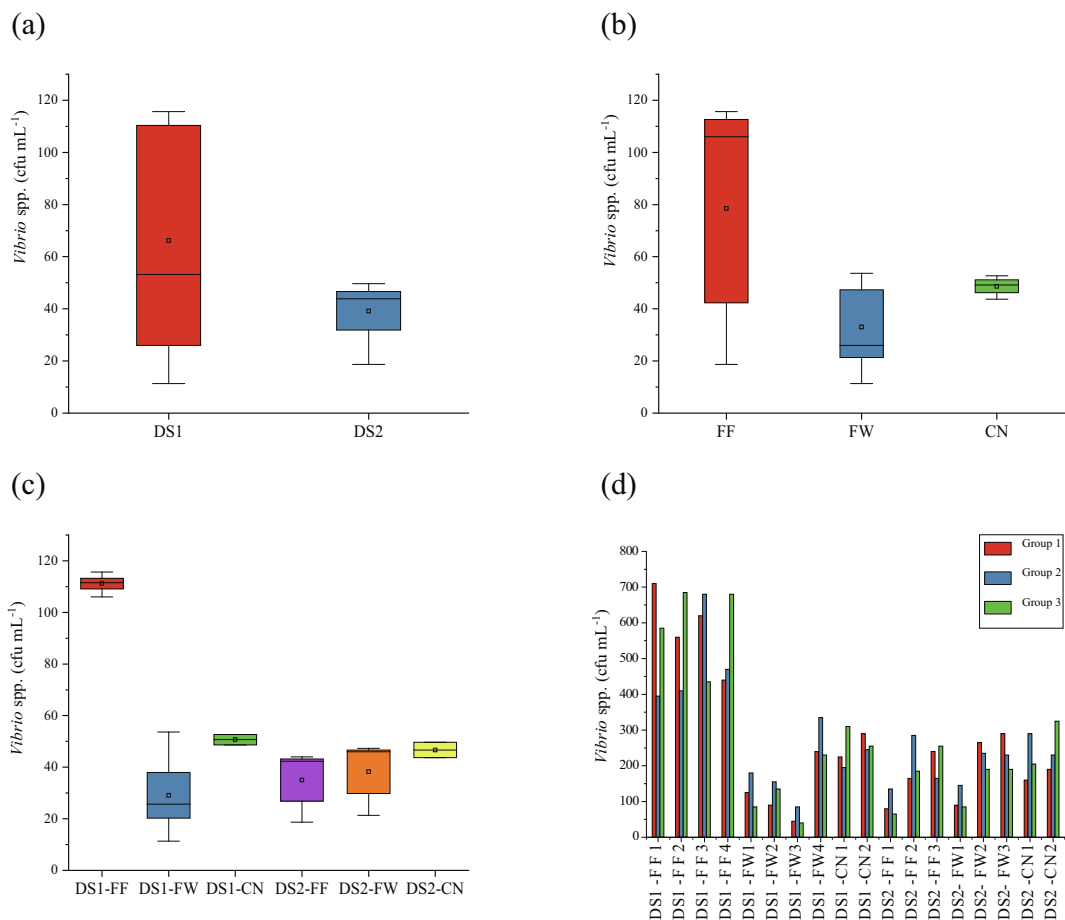 (a)
120
100
80
60
40
20
0
Vibrio spp. (cfu mL⁻¹)
DS1 DS2
(b)
120
100
80
60
40
20
0
Vibrio spp. (cfu mL⁻¹)
FF FW CN
(c)
120
100
80
60
40
20
0
Vibrio spp. (cfu mL⁻¹)
DS1-FF DS1-FW DS1-CN DS2-FF DS2-FW DS2-CN
(d)
800
700
600
500
400
300
200
100
0
Vibrio spp. (cfu mL⁻¹)
Group 1
Group 2
Group 3
DS1 - F F 1
DS1 - F F 2
DS1 - F F 3
DS1 - F F 4
DS1 - FW1
DS1 - FW2
DS1 - FW3
DS1 - FW4
DS1 - CN 1
DS1 - CN 2
DS2 - F F 1
DS2 - F F 2
DS2 - F F 3
DS2 - FW1
DS2 - FW2
DS2 - FW3
DS2 - CN 1
DS2 - CN 2